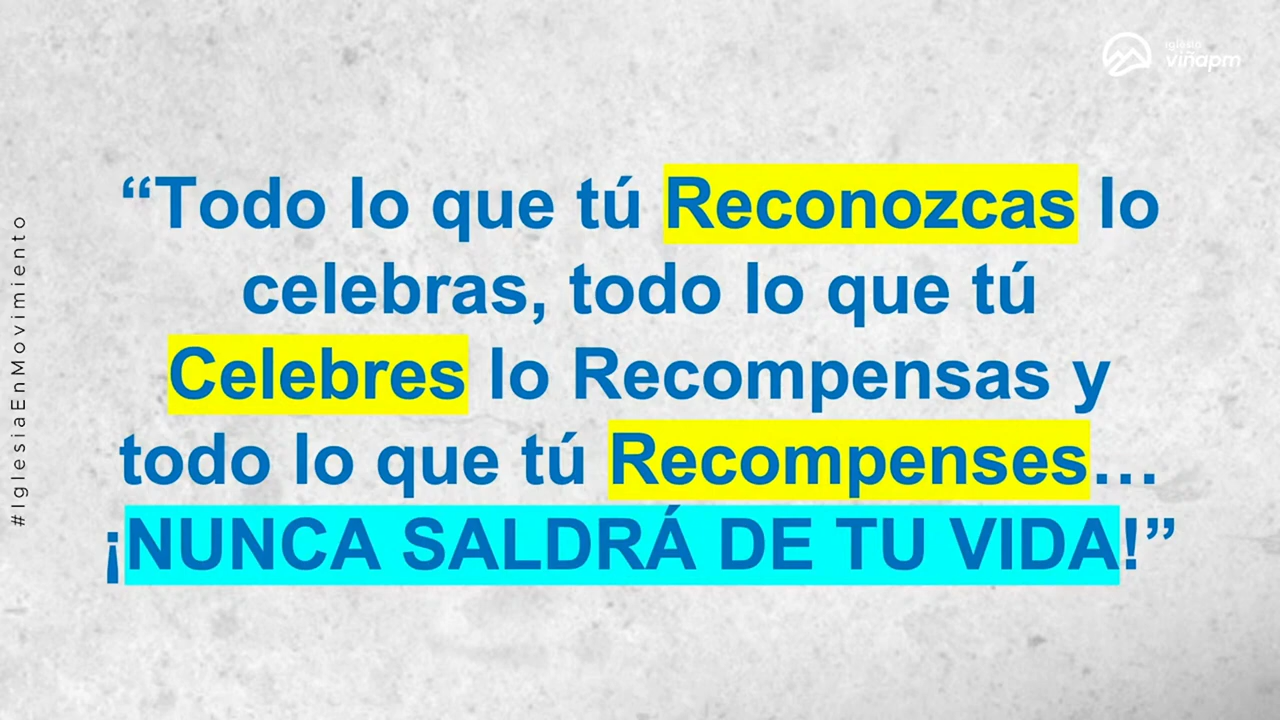 iglesia
viñapm
#IglesiaEnMovimiento
“Todo lo que tú Reconozcas lo
celebras, todo lo que tú
Celebres lo Recompensas y
todo lo que tú Recompenses…
¡NUNCA SALDRÁ DE TU VIDA!”